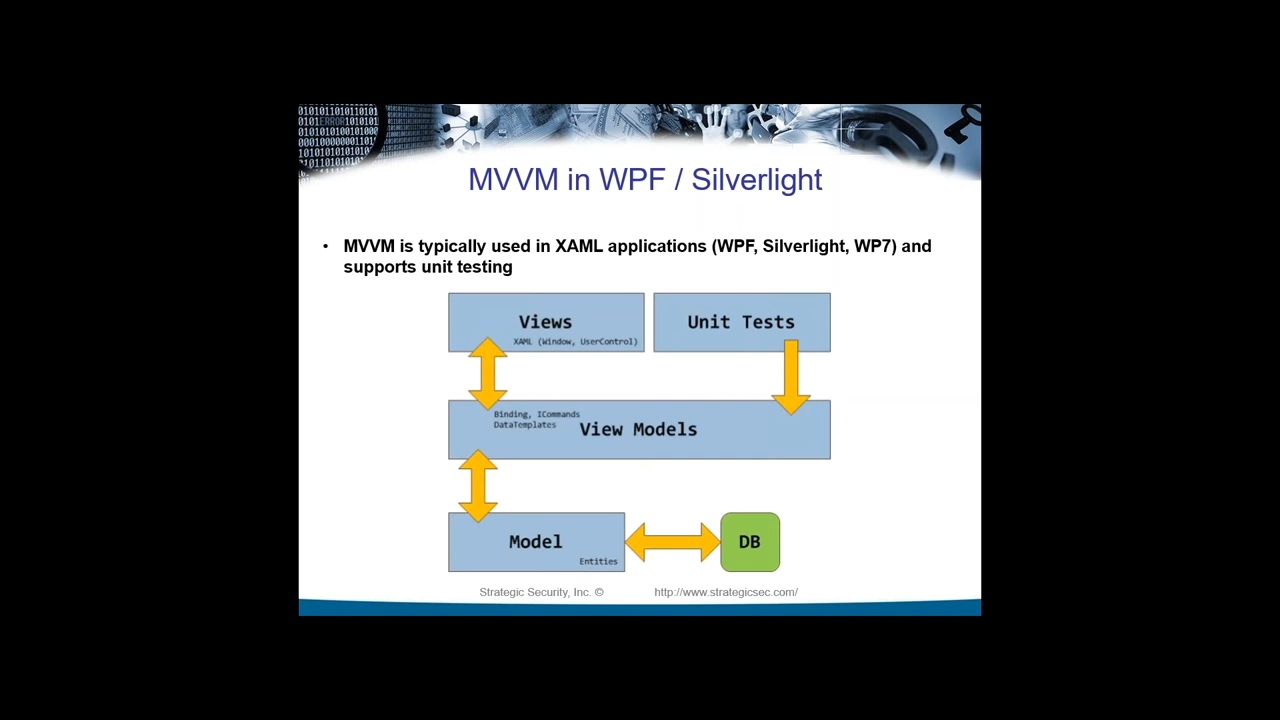 MVVM in WPF / Silverlight
• MVVM is typically used in XAML applications (WPF, Silverlight, WP7) and
supports unit testing
Views
XAML (Window, UserControl)
Unit Tests
Binding, ICommands
DataTemplates
View Models
Model
Entities
DB
Strategic Security, Inc. © http://www.strategicsec.com/